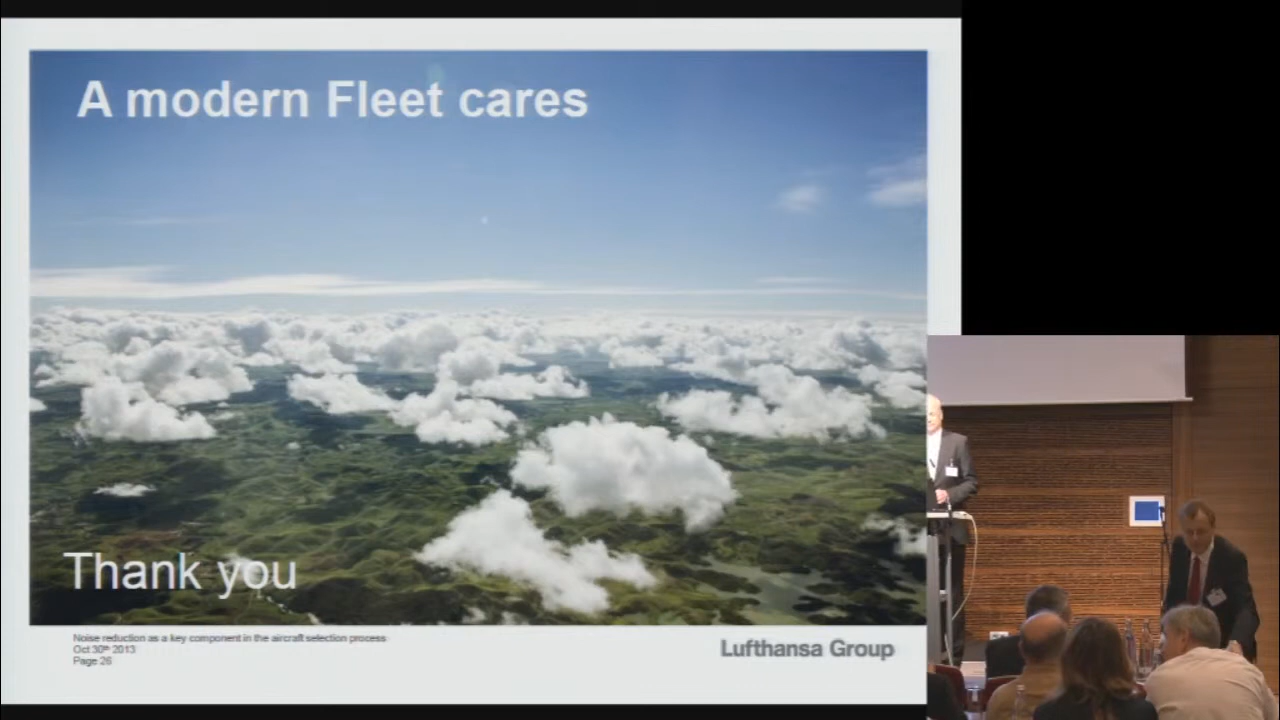 A modern Fleet cares
Thank you
Noise reduction as a key component in the aircraft selection process
Oct 30th 2013
Page 26
Lufthansa Group